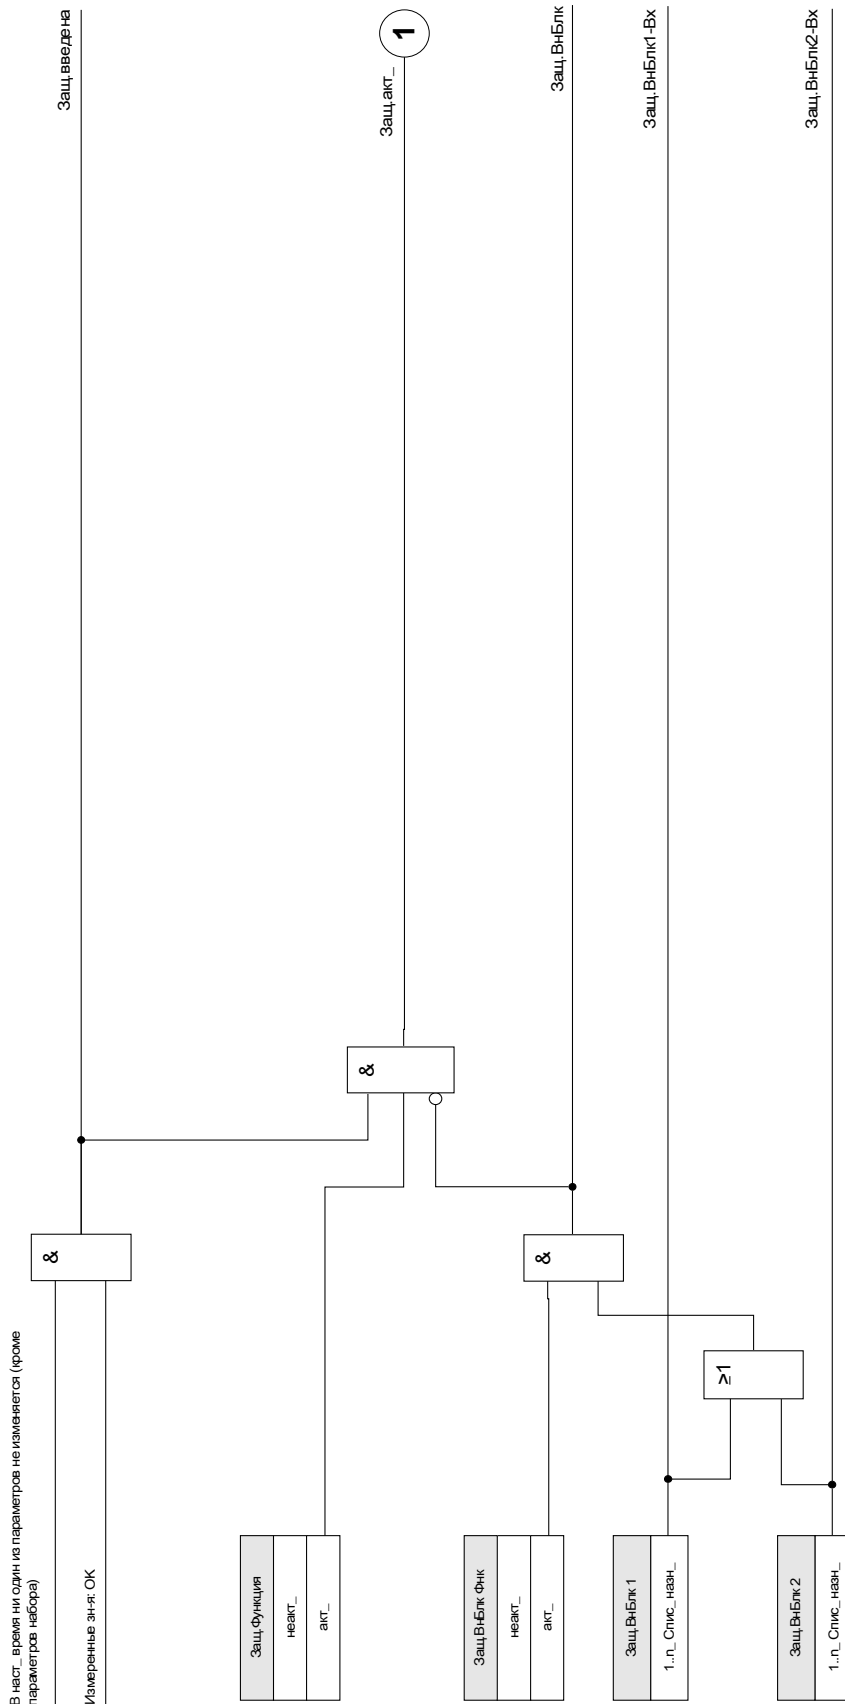 В наст_ время ни один из параметров не изменяется (кроме
параметров набора)
Измеренные зн-я: OK
&
Защ.введена
Защ.Функция
неакт_
акт_
&
Защ.акт_
1
Защ.ВнБлк Фнк
неакт_
акт_
&
Защ.ВнБлк
Защ.ВнБлк 1
1..n_ Спис_ назн_
Защ.ВнБлк1-Вх
≥1
Защ.ВнБлк 2
1..n_ Спис_ назн_
Защ.ВнБлк2-Вх